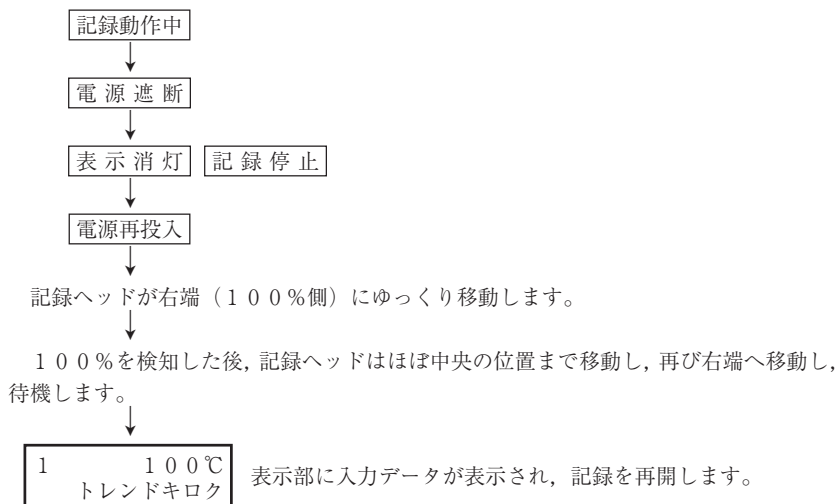 記録動作中
電源遮断
表示消灯 記録停止
電源再投入
記録ヘッドが右端（１００％側）にゆっくり移動します。
１００％を検知した後，記録ヘッドはほぼ中央の位置まで移動し，再び右端へ移動し，
待機します。
１ １００℃
トレンドキロク
表示部に入力データが表示され，記録を再開します。